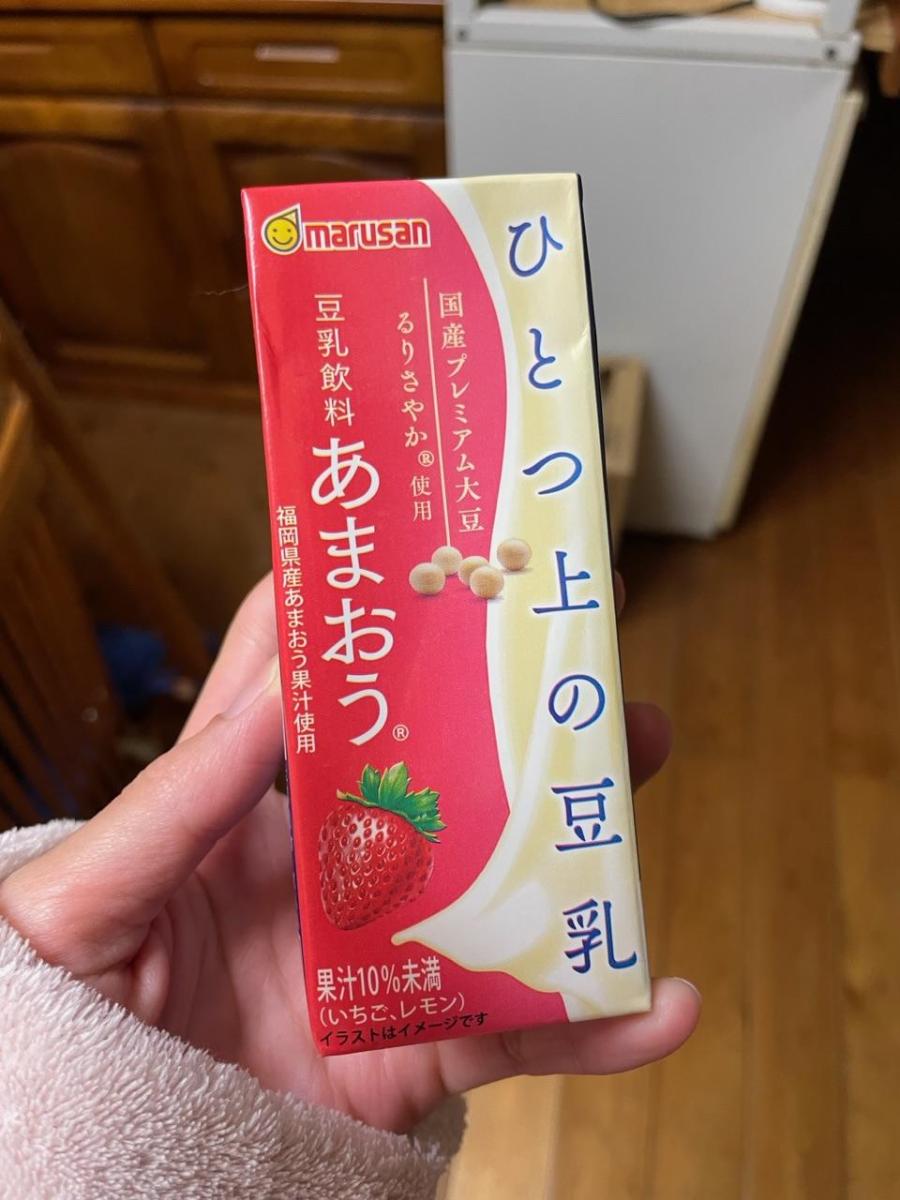 marusan
ひとつ上の豆乳
国産プレミアム大豆
るりさやか®使用
豆乳飲料
あまおう®
福岡県産あまおう果汁使用
果汁10%未満
(いちご、レモン)
イラストはイメージです